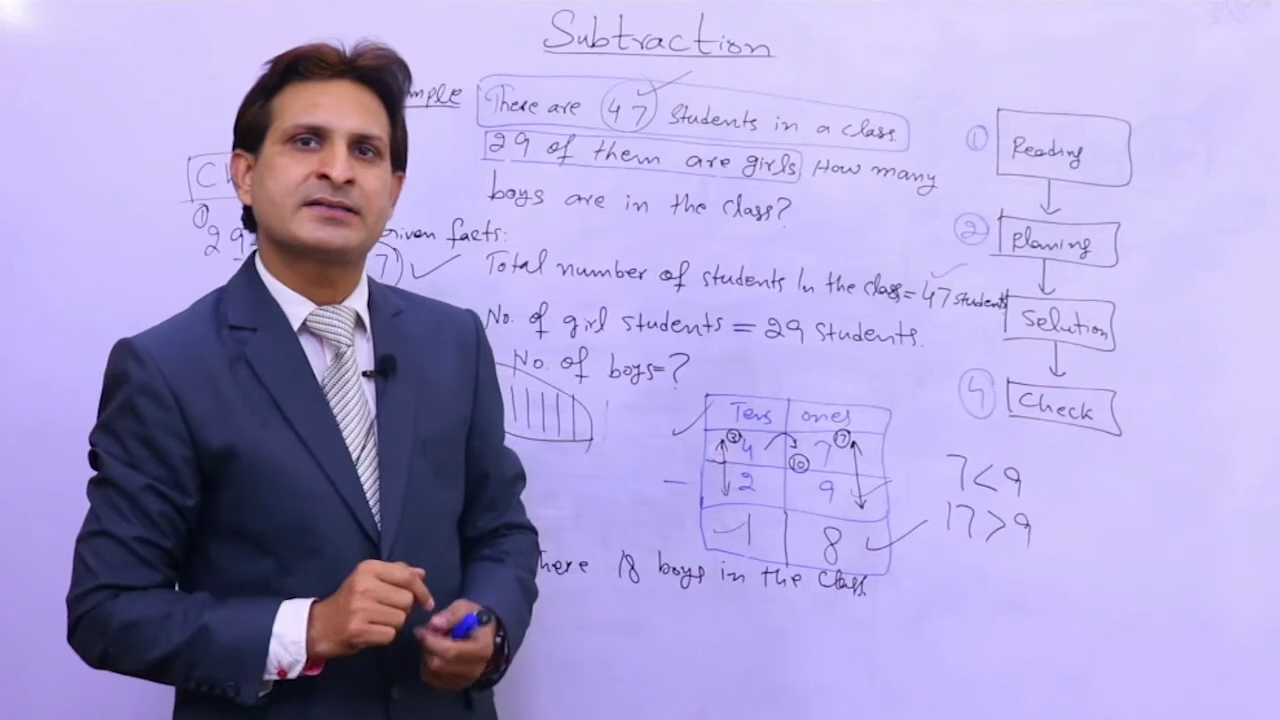 Subtraction
There are 47 Students in a class.
29 of them are girls. How many
boys are in the class?
facts:
Total number of students in the class = 47 students
No. of girl students = 29 students.
No. of boys=?
Tens ones
3 4 7 17
10
- 2 9
1 8
18 boys in the class.
1 Reading
2 Planing
Selution
4 Check
7<9
17>9